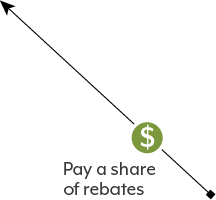 $
Pay a share
of rebates